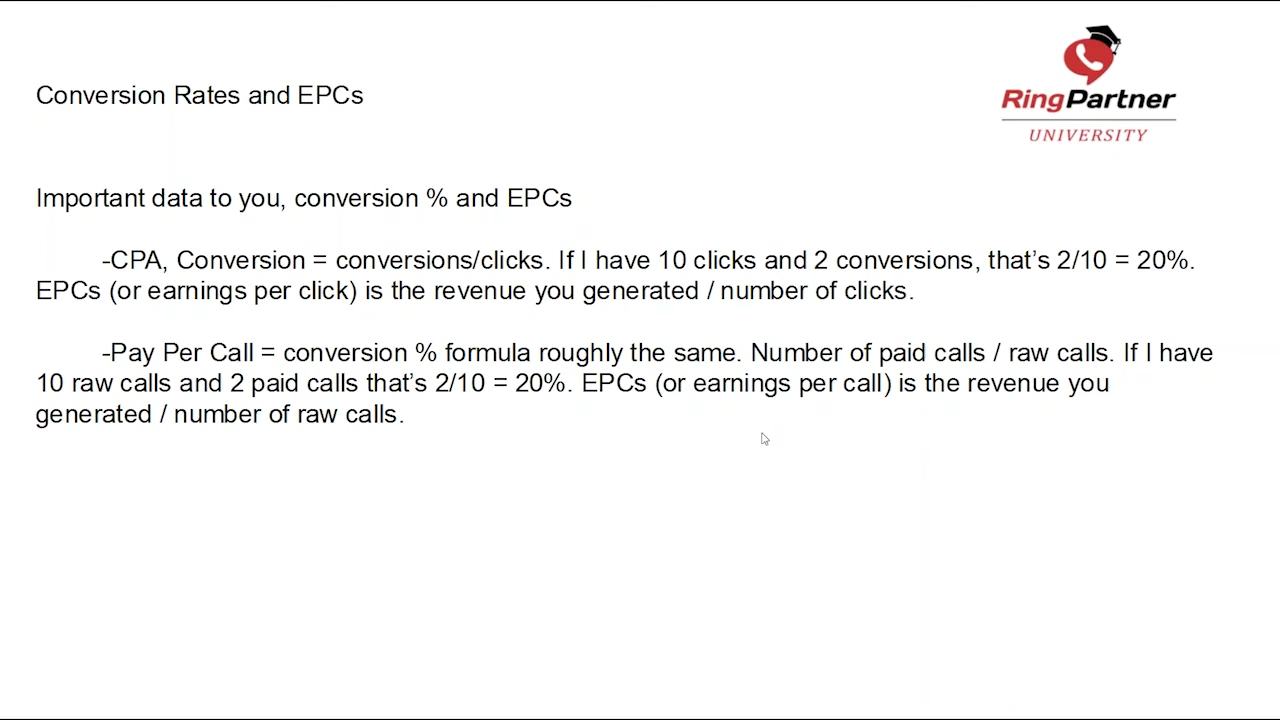 RingPartner
UNIVERSITY
Conversion Rates and EPCs
Important data to you, conversion % and EPCs
-CPA, Conversion = conversions/clicks. If I have 10 clicks and 2 conversions, that’s 2/10 = 20%.
EPCs (or earnings per click) is the revenue you generated / number of clicks.
-Pay Per Call = conversion % formula roughly the same. Number of paid calls / raw calls. If I have
10 raw calls and 2 paid calls that’s 2/10 = 20%. EPCs (or earnings per call) is the revenue you
generated / number of raw calls.